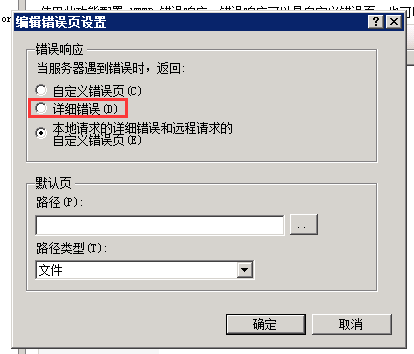 编辑错误页设置
错误响应
当服务器遇到错误时，返回:
自定义错误页(C)
详细错误(D)
本地请求的详细错误和远程请求的
自定义错误页(E)
默认页
路径(P):
..
路径类型(T):
文件
确定
取消